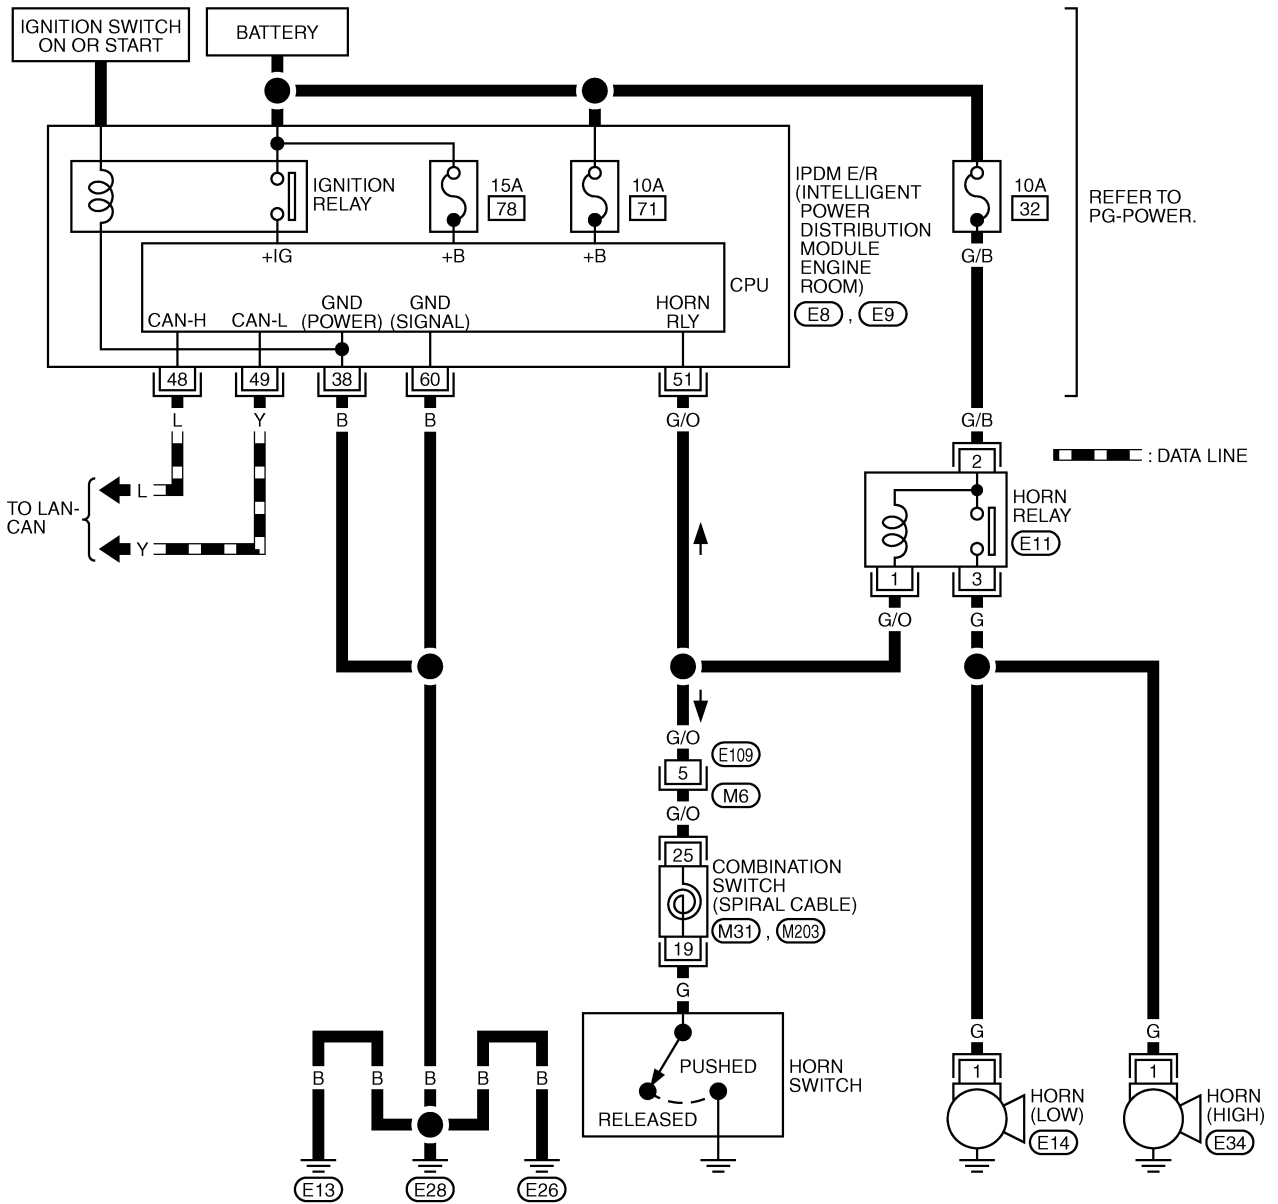 IGNITION SWITCH
ON OR START
BATTERY
IGNITION
RELAY
15A
78
10A
71
10A
32
IPDM E/R
(INTELLIGENT
POWER
DISTRIBUTION
MODULE
ENGINE
ROOM)
E8 , E9
REFER TO
PG-POWER.
+IG
+B
+B
G/B
CPU
CAN-H
CAN-L
GND
(POWER)
GND
(SIGNAL)
HORN
RLY
48
49
38
60
51
L
Y
B
B
G/O
G/B
2
: DATA LINE
TO LAN-
CAN
L
Y
HORN
RELAY
E11
1
3
G/O
G
G/O
E109
5
M6
G/O
25
COMBINATION
SWITCH
(SPIRAL CABLE)
M31 , M203
19
G
PUSHED
RELEASED
HORN
SWITCH
B
B
B
B
B
E13
E28
E26
G
G
1
1
HORN
(LOW)
E14
HORN
(HIGH)
E34